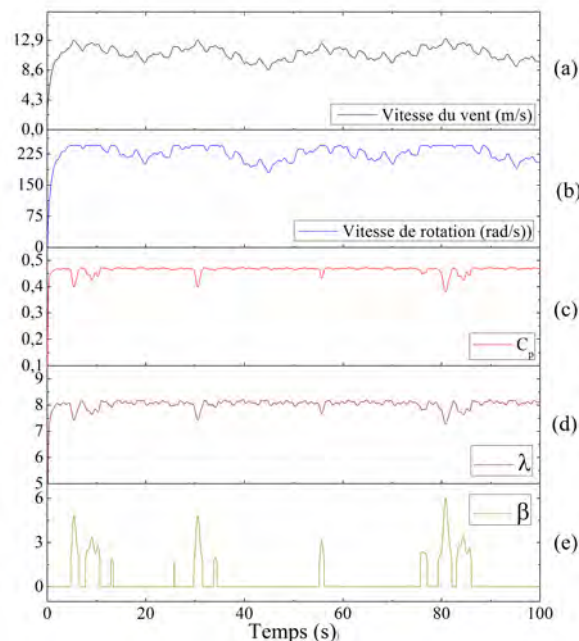 12,9
8,6
4,3
0,0
Vitesse du vent (m/s)
(a)
225
150
75
0
Vitesse de rotation (rad/s))
(b)
0,5
0,4
0,3
0,2
0,1
Cp
(c)
9
8
7
6
5
λ
(d)
6
3
0
β
(e)
0 20 40 60 80 100
Temps (s)